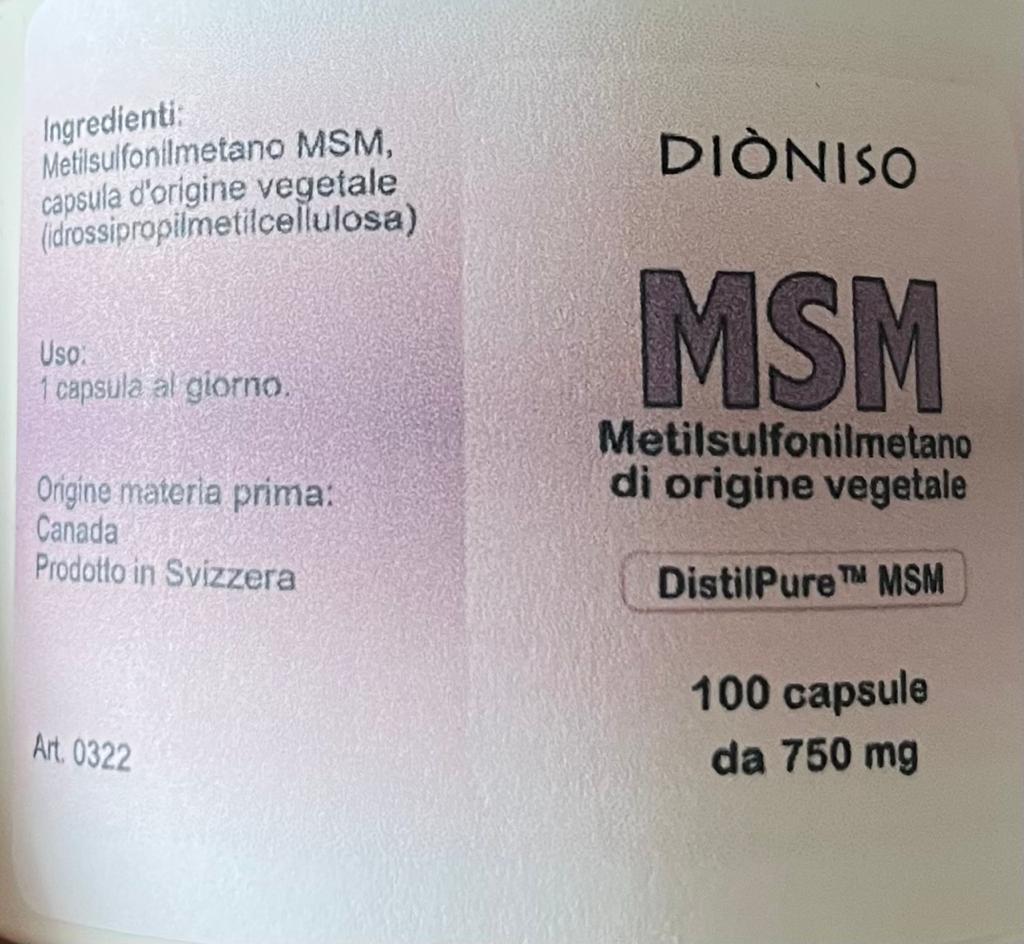 Ingredienti:
Metilsulfonilmetano MSM,
capsula d'origine vegetale
(idrossipropilmetilcellulosa)
Uso:
1 capsula al giorno.
Origine materia prima:
Canada
Prodotto in Svizzera
Art. 0322
DIÒNISO
MSM
Metilsulfonilmetano
di origine vegetale
DistilPure™ MSM
100 capsule
da 750 mg